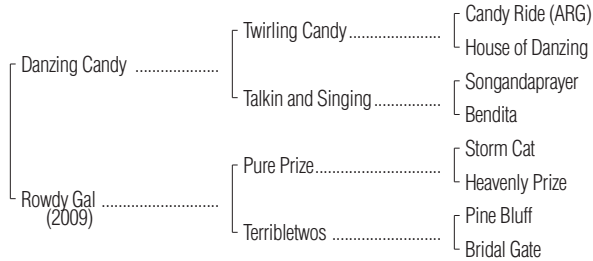 Candy Ride (ARG)
Twirling Candy....................
House of Danzing
Danzing Candy ..................
Songandaprayer
Talkin and Singing..............
Bendita
Storm Cat
Pure Prize...........................
Heavenly Prize
Rowdy Gal .........................
(2009)
Pine Bluff
Terribletwos .......................
Bridal Gate